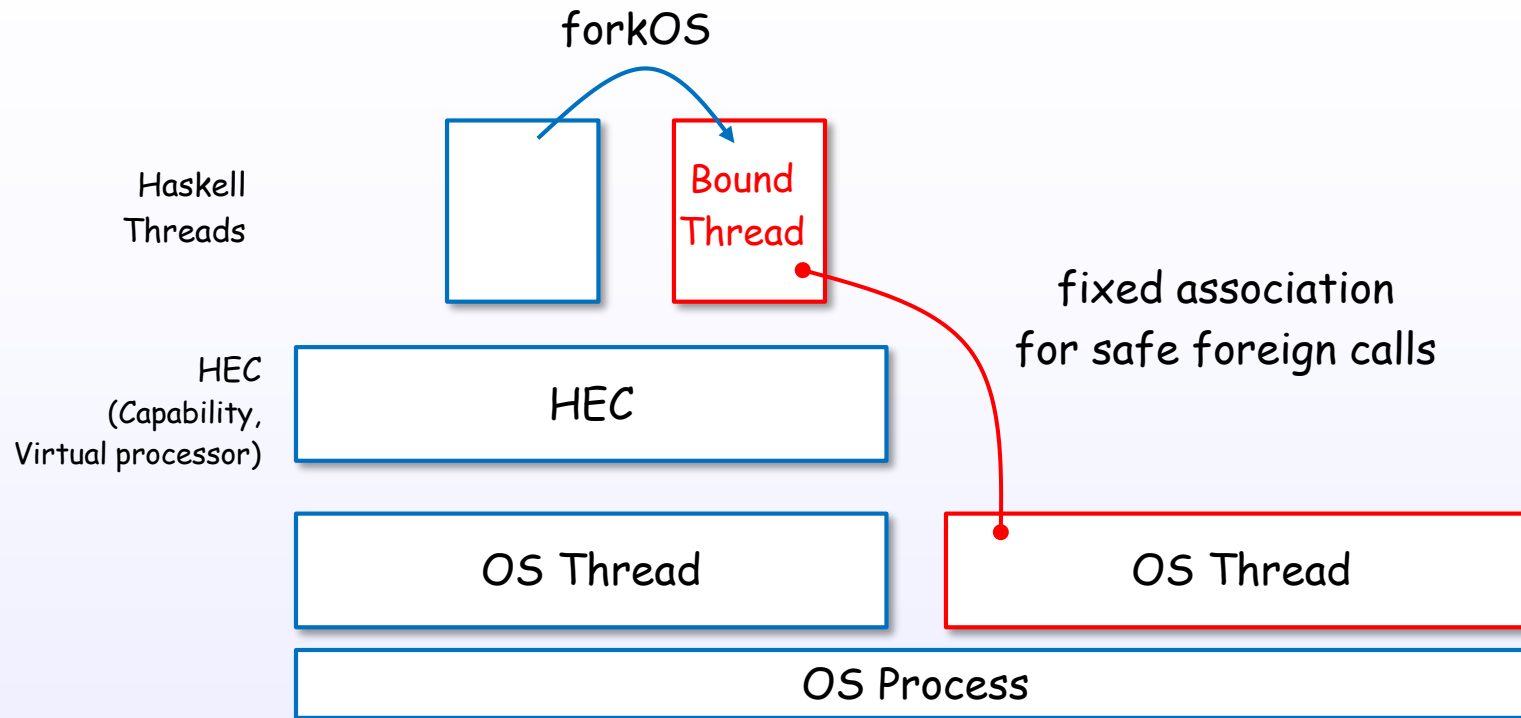 forkOS
Haskell
Threads
Bound
Thread
fixed association
for safe foreign calls
HEC
(Capability,
Virtual processor)
HEC
OS Thread
OS Thread
OS Process